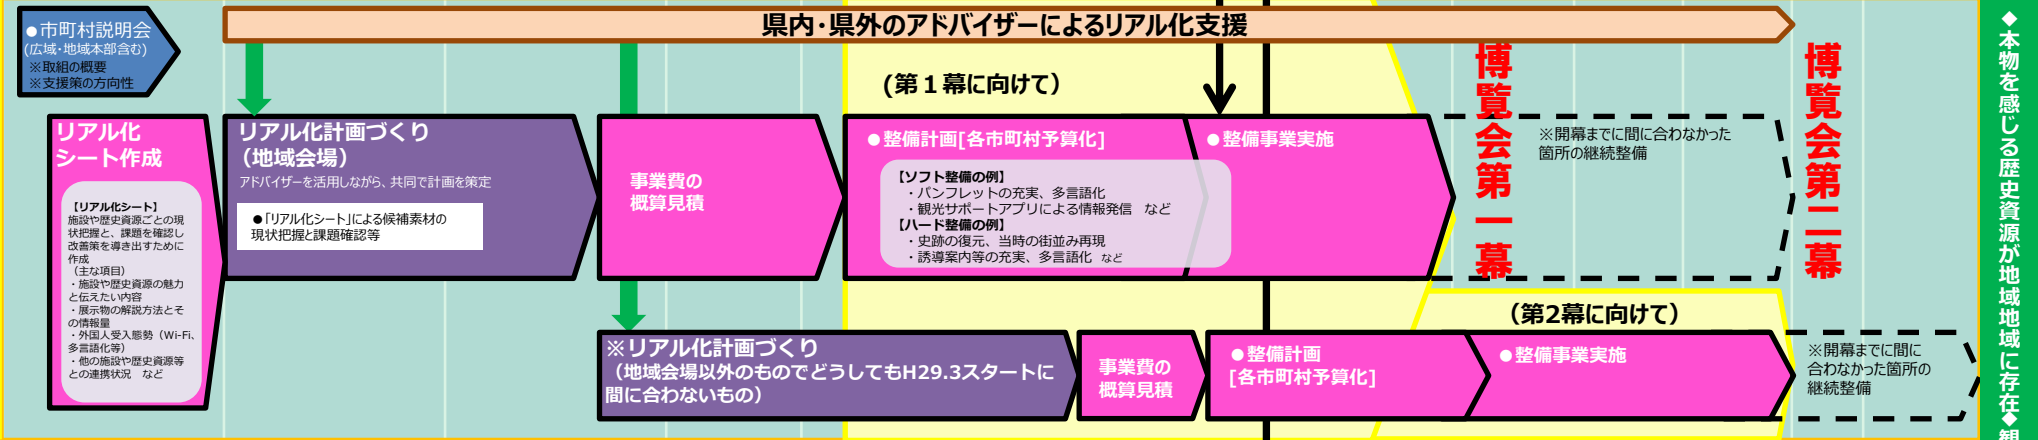 ●市町村説明会
(広域・地域本部含む)
※取組の概要
※支援策の方向性
県内・県外のアドバイザーによるリアル化支援
リアル化
シート作成
【リアル化シート】
施設や歴史資源ごとの現
状把握と、課題を確認し
改善策を導き出すために
作成
（主な項目）
・施設や歴史資源の魅力
と伝えたい内容
・展示物の解説方法とそ
の情報量
・外国人受入態勢（Wi-Fi、
多言語化等）
・他の施設や歴史資源等
との連携状況　など
リアル化計画づくり
（地域会場）
アドバイザーを活用しながら、共同で計画を策定
●「リアル化シート」による候補素材の
現状把握と課題確認等
事業費の
概算見積
(第１幕に向けて)
●整備計画[各市町村予算化]
【ソフト整備の例】
・パンフレットの充実、多言語化
・観光サポートアプリによる情報発信　など
【ハード整備の例】
・史跡の復元、当時の街並み再現
・誘導案内等の充実、多言語化　など
●整備事業実施
博覧会第一幕
※開幕までに間に合わなかった
箇所の継続整備
博覧会第二幕
※リアル化計画づくり
（地域会場以外のものでどうしてもH29.3スタートに
間に合わないもの）
事業費の
概算見積
（第2幕に向けて）
●整備計画
[各市町村予算化]
●整備事業実施
※開幕までに間に
合わなかった箇所の
継続整備
◆本物を感じる歴史資源が地域地域に存在◆